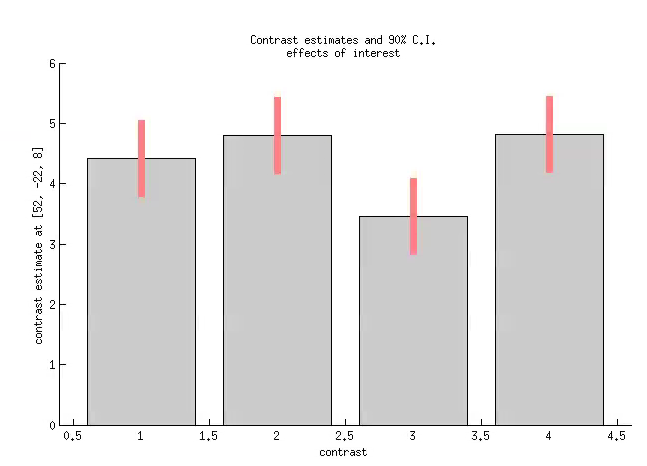 Contrast estimates and 90% C.I.
effects of interest
contrast estimate at [52, -22, 8]
6
5
4
3
2
1
0
0.5 1 1.5 2 2.5 3 3.5 4 4.5
contrast